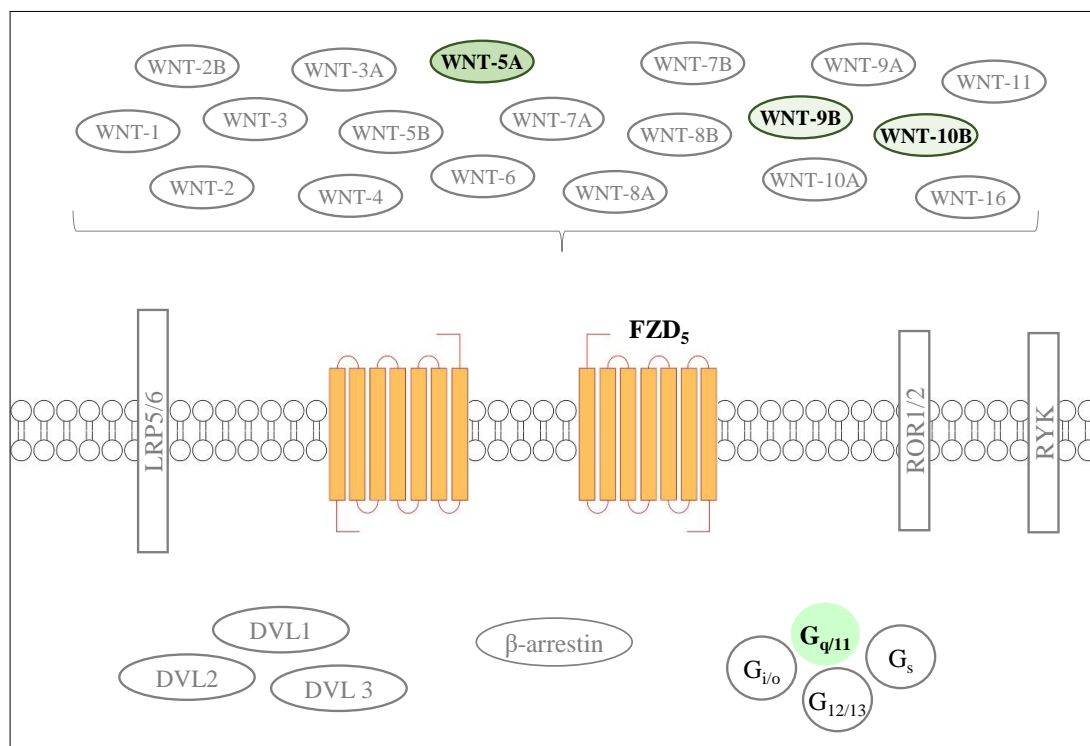 WNT-2B
WNT-3A
WNT-5A
WNT-7B
WNT-9A
WNT-11
WNT-1
WNT-3
WNT-5B
WNT-7A
WNT-8B
WNT-9B
WNT-10B
WNT-2
WNT-4
WNT-6
WNT-8A
WNT-10A
WNT-16
FZD5
LRP5/6
ROR1/2
RYK
DVL1
DVL2
DVL 3
β-arrestin
Gq/11
Gi/o
Gs
G12/13